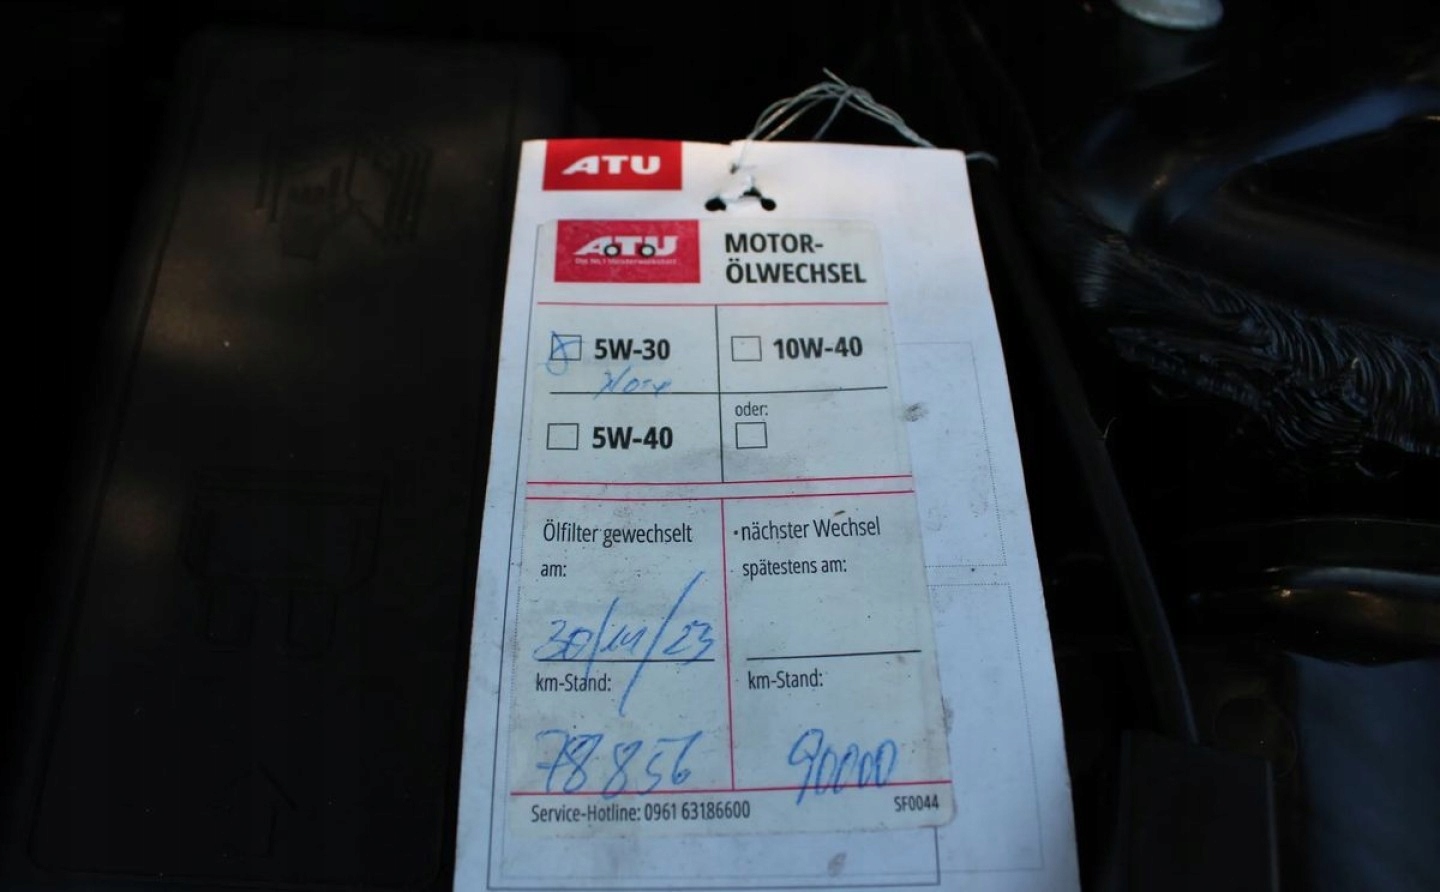 ATU
ATU
MOTOR-
ÖLWECHSEL
5W-30
10W-40
5W-40
oder:
Ölfilter gewechselt
am:
30/11/23
km-Stand:
78856
nächster Wechsel
spätestens am:
km-Stand:
90000
Service-Hotline: 0961 63186600
SF0044